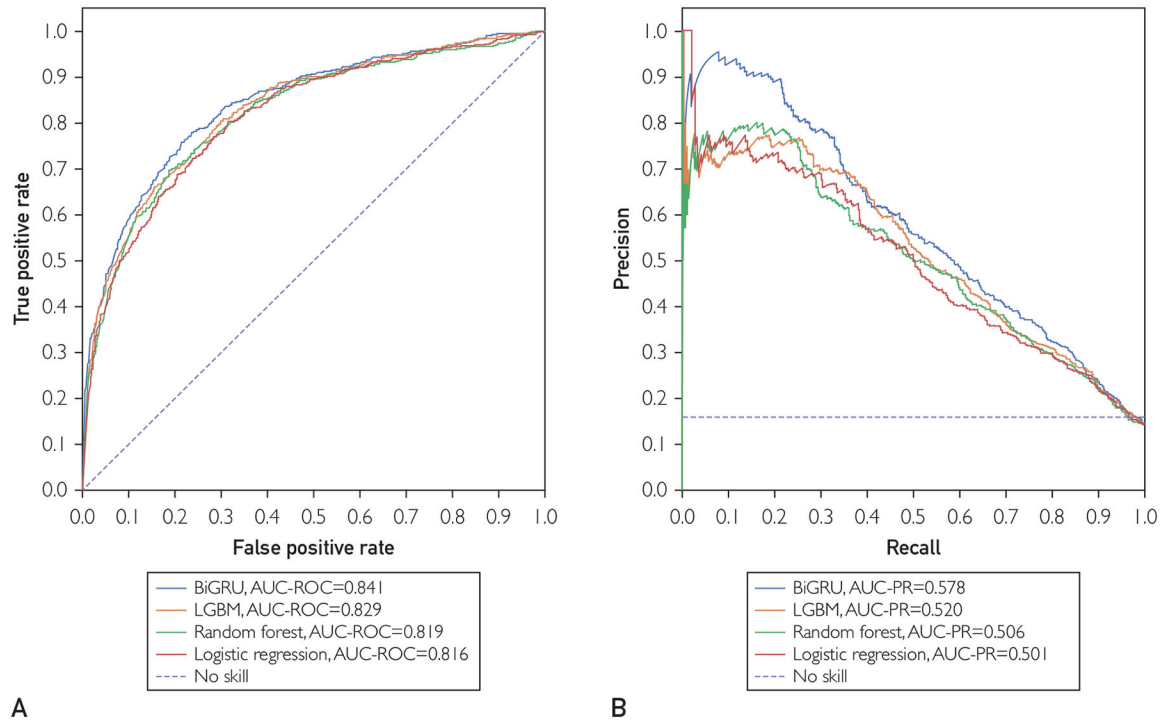 1.0
0.9
0.8
0.7
0.6
0.5
0.4
0.3
0.2
0.1
0.0
True positive rate
0.0 0.1 0.2 0.3 0.4 0.5 0.6 0.7 0.8 0.9 1.0
False positive rate
BiGRU, AUC-ROC=0.841
LGBM, AUC-ROC=0.829
Random forest, AUC-ROC=0.819
Logistic regression, AUC-ROC=0.816
No skill
A
1.0
0.9
0.8
0.7
0.6
0.5
0.4
0.3
0.2
0.1
0.0
Precision
0.0 0.1 0.2 0.3 0.4 0.5 0.6 0.7 0.8 0.9 1.0
Recall
BiGRU, AUC-PR=0.578
LGBM, AUC-PR=0.520
Random forest, AUC-PR=0.506
Logistic regression, AUC-PR=0.501
No skill
B